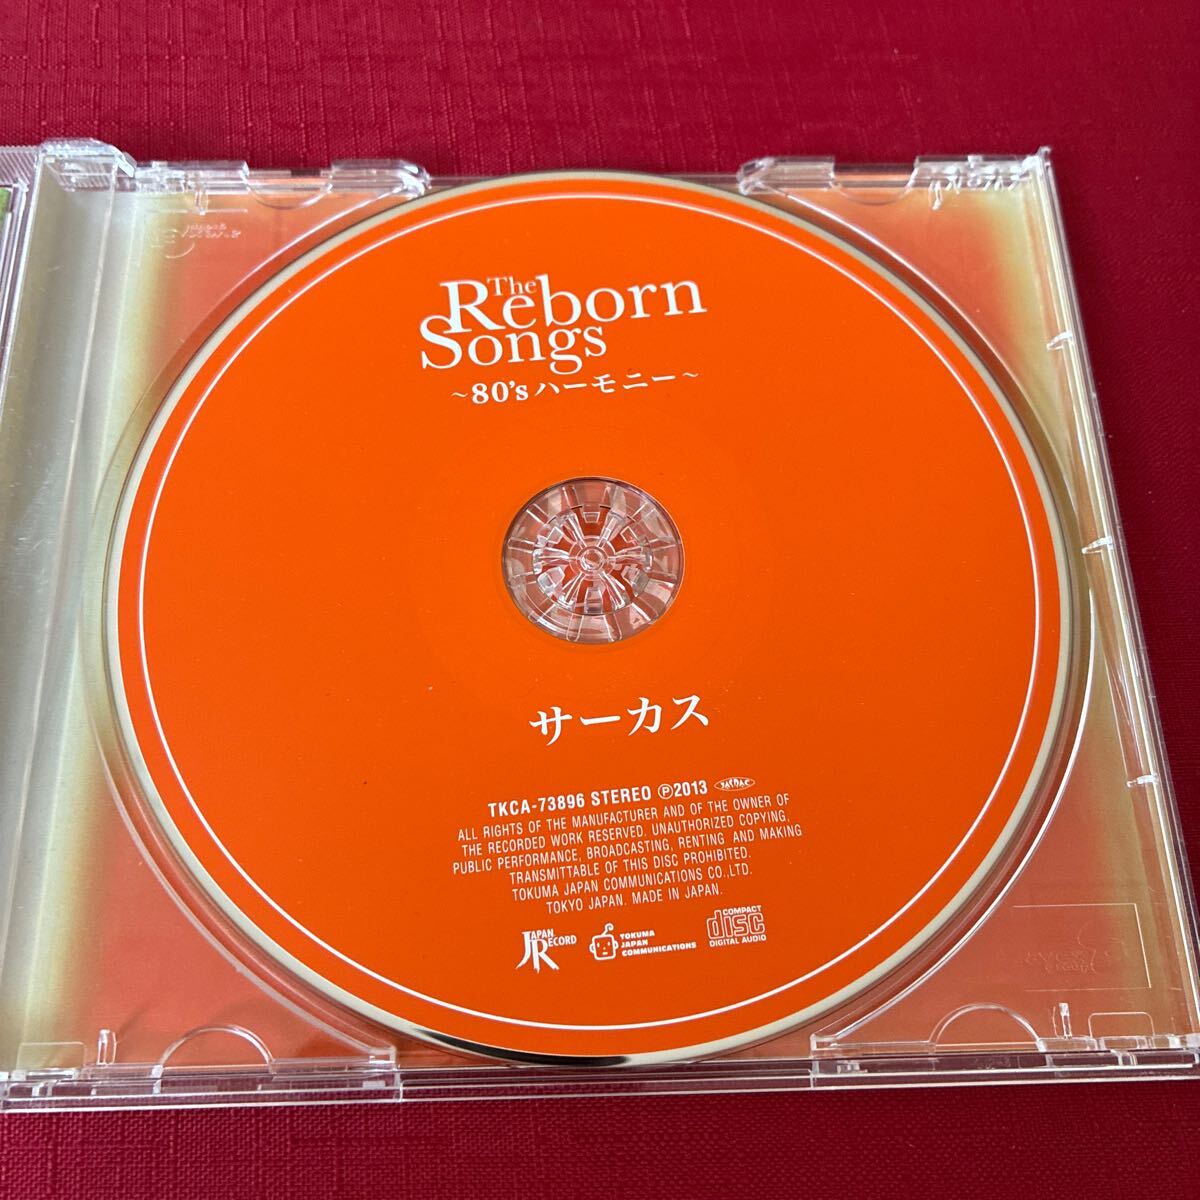 The
Reborn
Songs
～80'sハーモニー～
サーカス
TKCA-73896 STEREO Ⓟ2013
ALL RIGHTS OF THE MANUFACTURER AND OF THE OWNER OF
THE RECORDED WORK RESERVED. UNAUTHORIZED COPYING,
PUBLIC PERFORMANCE, BROADCASTING, RENTING AND MAKING
TRANSMITTABLE OF THIS DISC PROHIBITED.
TOKUMA JAPAN COMMUNICATIONS CO.,LTD.
TOKYO JAPAN. MADE IN JAPAN.
JAPAN
RECORD
TOKUMA
JAPAN
COMMUNICATIONS
COMPACT
disc
DIGITAL AUDIO